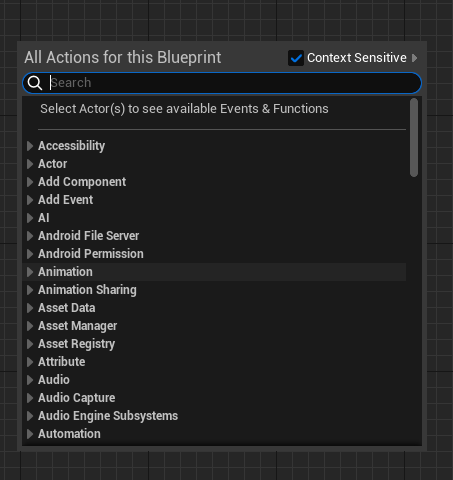 All Actions for this Blueprint
Context Sensitive
Search
Select Actor(s) to see available Events & Functions
Accessibility
Actor
Add Component
Add Event
AI
Android File Server
Android Permission
Animation
Animation Sharing
Asset Data
Asset Manager
Asset Registry
Attribute
Audio
Audio Capture
Audio Engine Subsystems
Automation